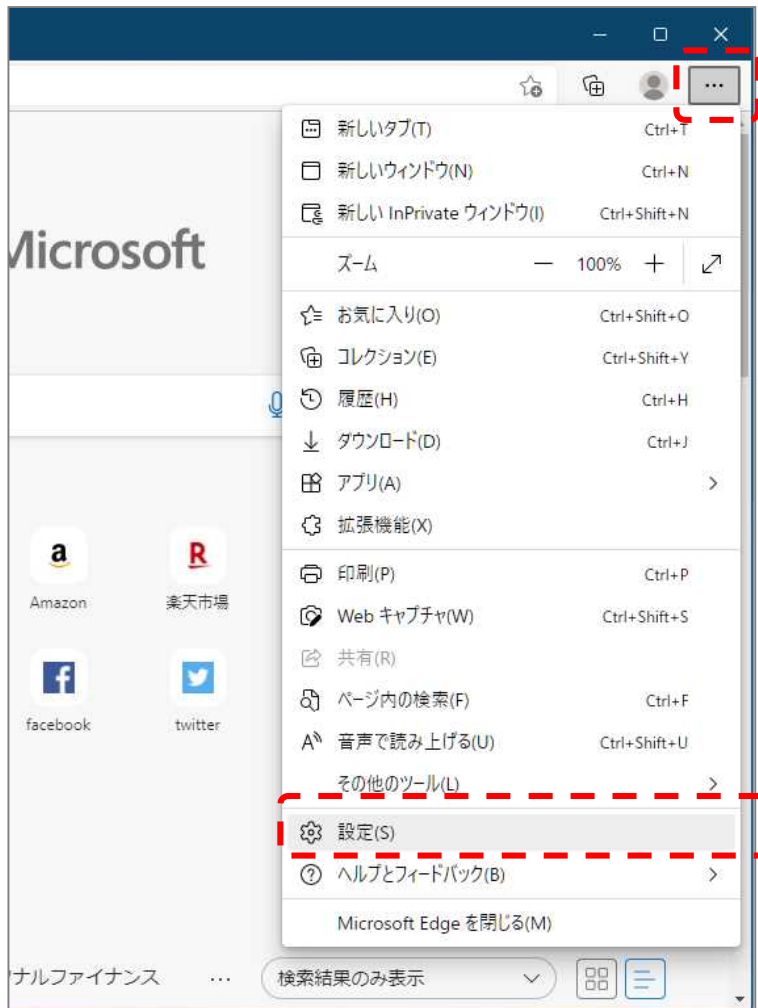 新しいタブ(T) Ctrl+T
新しいウィンドウ(N) Ctrl+N
新しい InPrivate ウィンドウ(I) Ctrl+Shift+N
Microsoft
ズーム 100%
お気に入り(O) Ctrl+Shift+O
コレクション(E) Ctrl+Shift+Y
履歴(H) Ctrl+H
ダウンロード(D) Ctrl+J
アプリ(A)
拡張機能(X)
印刷(P) Ctrl+P
Web キャプチャ(W) Ctrl+Shift+S
共有(R)
ページ内の検索(F) Ctrl+F
音声で読み上げる(U) Ctrl+Shift+U
その他のツール(L)
設定(S)
ヘルプとフィードバック(B)
Microsoft Edge を閉じる(M)
a
R
Amazon
楽天市場
f
facebook
twitter
ナルファイナンス … 検索結果のみ表示